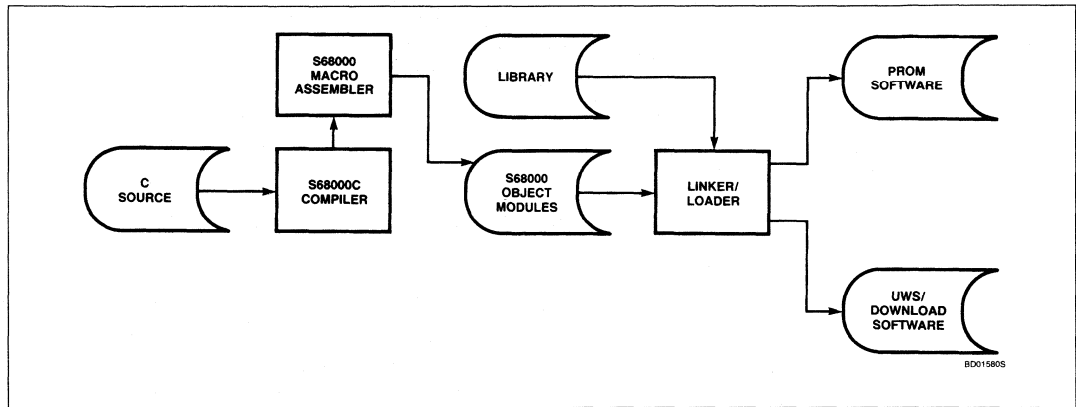 C
SOURCE
S68000C
COMPILER
S68000
MACRO
ASSEMBLER
LIBRARY
S68000
OBJECT
MODULES
LINKER/
LOADER
PROM
SOFTWARE
UWS/
DOWNLOAD
SOFTWARE
BD01580S